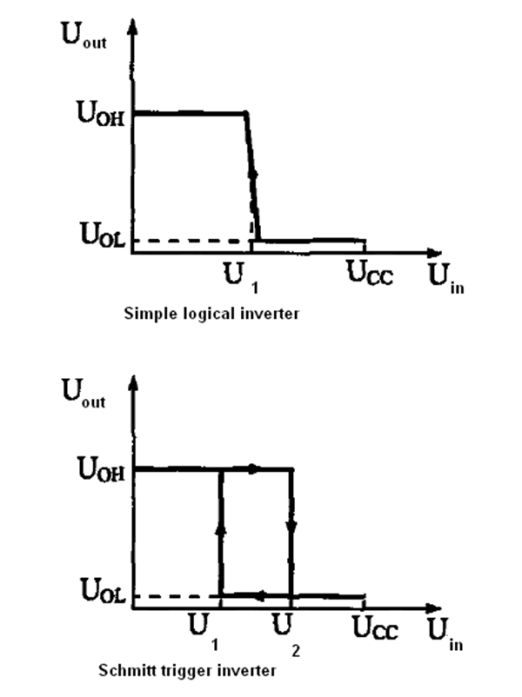 Uout
UOH
UOL
U1 UCC Uin
Simple logical inverter
Uout
UOH
UOL
U1 U2 UCC Uin
Schmitt trigger inverter